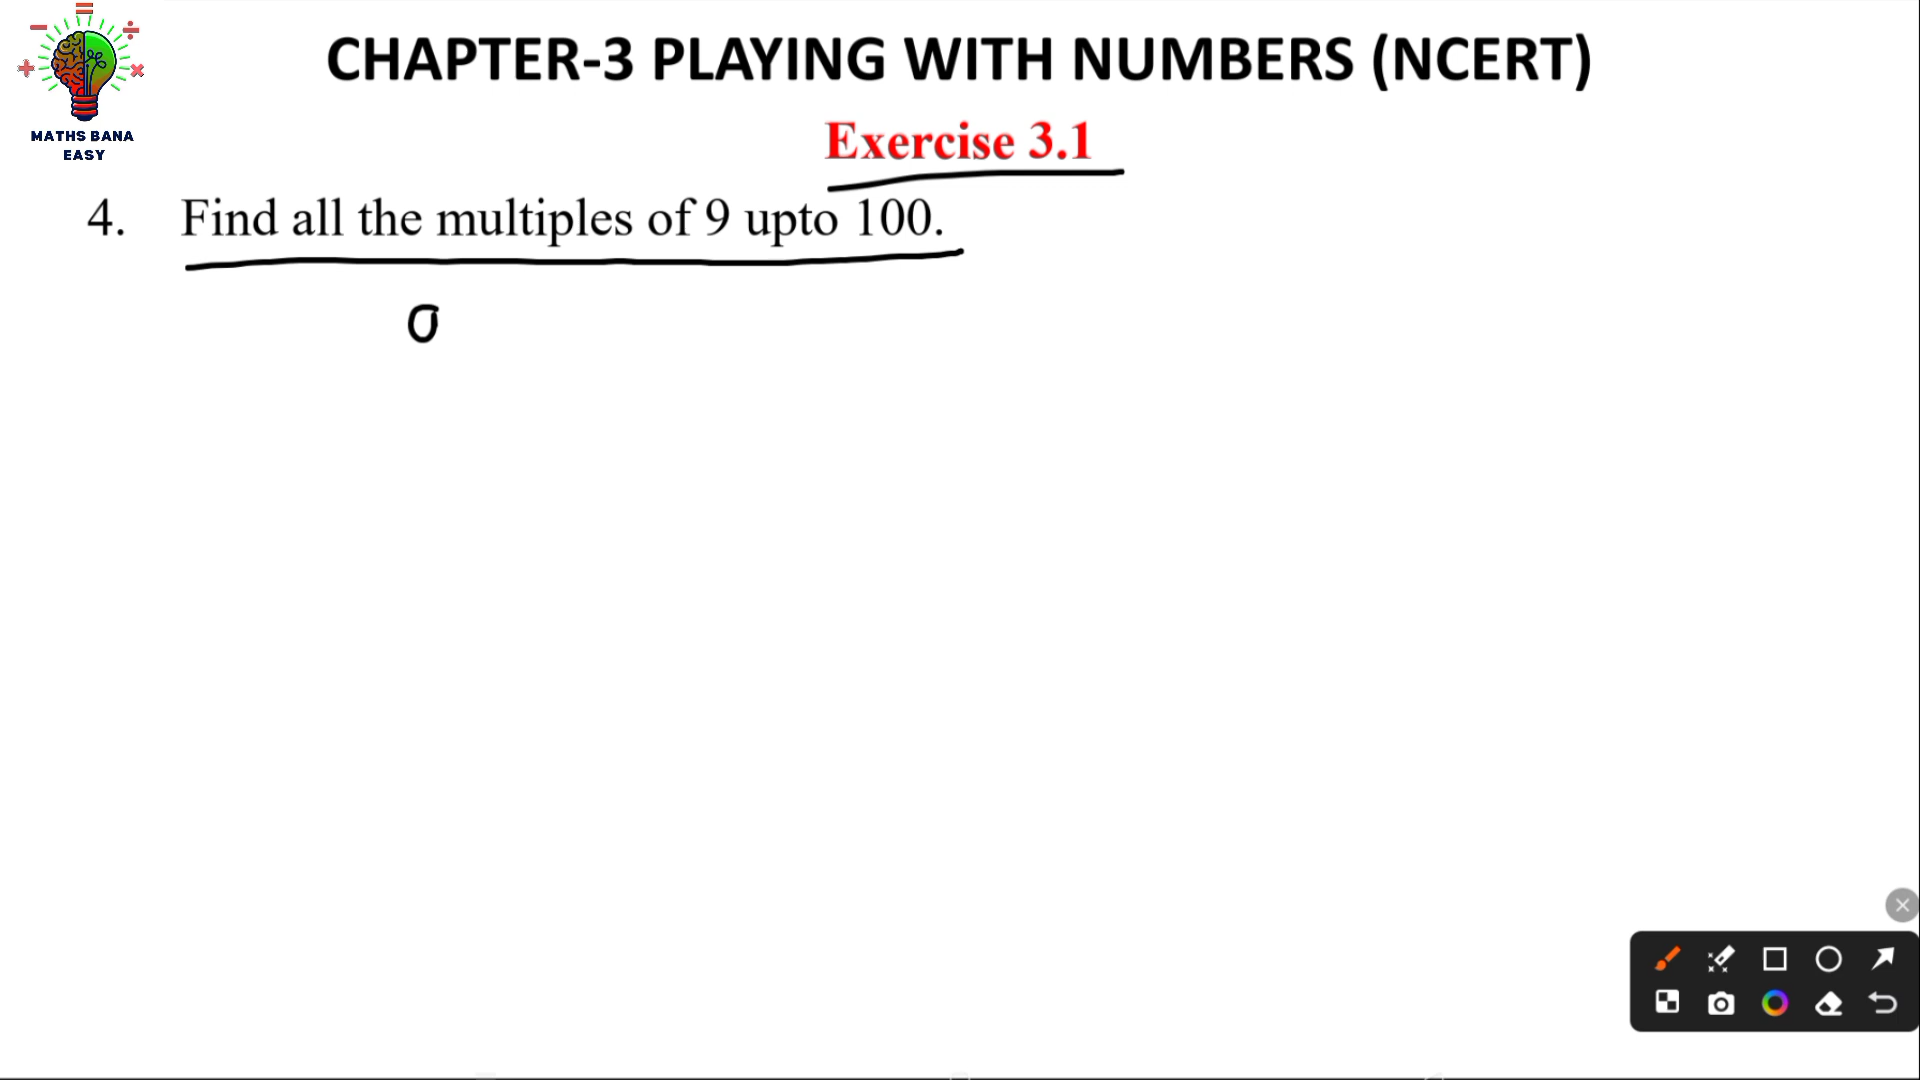 CHAPTER-3 PLAYING WITH NUMBERS (NCERT)
MATHS BANA
EASY
Exercise 3.1
4. Find all the multiples of 9 upto 100.